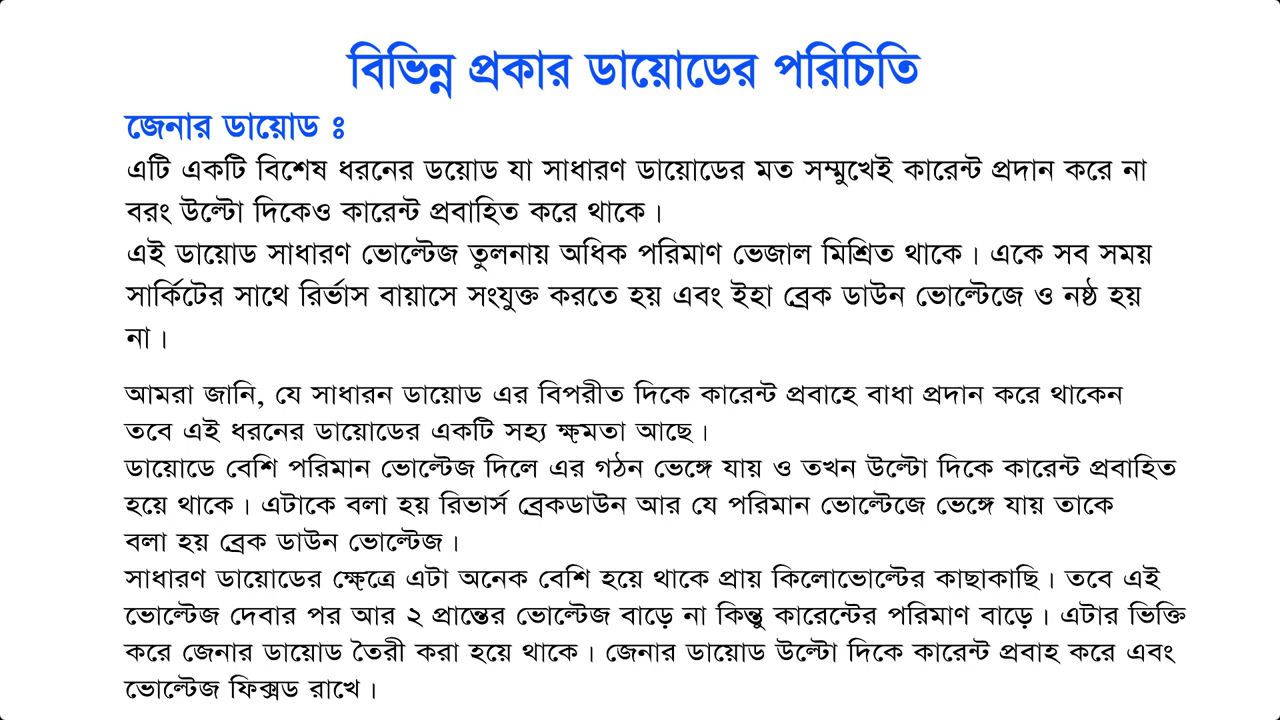 বিভিন্ন প্রকার ডায়োডের পরিচিতি
জেনার ডায়োড ঃ
এটি একটি বিশেষ ধরনের ডয়োড যা সাধারণ ডায়োডের মত সম্মুখেই কারেন্ট প্রদান করে না
বরং উল্টো দিকেও কারেন্ট প্রবাহিত করে থাকে।
এই ডায়োড সাধারণ ভোল্টেজ তুলনায় অধিক পরিমাণ ভেজাল মিশ্রিত থাকে। একে সব সময়
সার্কিটের সাথে রির্ভাস বায়াসে সংযুক্ত করতে হয় এবং ইহা ব্রেক ডাউন ভোল্টেজে ও নষ্ঠ হয়
না।
আমরা জানি, যে সাধারন ডায়োড এর বিপরীত দিকে কারেন্ট প্রবাহে বাধা প্রদান করে থাকেন
তবে এই ধরনের ডায়োডের একটি সহ্য ক্ষমতা আছে।
ডায়োডে বেশি পরিমান ভোল্টেজ দিলে এর গঠন ভেঙ্গে যায় ও তখন উল্টো দিকে কারেন্ট প্রবাহিত
হয়ে থাকে। এটাকে বলা হয় রিভার্স ব্রেকডাউন আর যে পরিমান ভোল্টেজে ভেঙ্গে যায় তাকে
বলা হয় ব্রেক ডাউন ভোল্টেজ।
সাধারণ ডায়োডের ক্ষেত্রে এটা অনেক বেশি হয়ে থাকে প্রায় কিলোভোল্টের কাছাকাছি। তবে এই
ভোল্টেজ দেবার পর আর ২ প্রান্তের ভোল্টেজ বাড়ে না কিন্তু কারেন্টের পরিমাণ বাড়ে। এটার ভিক্তি
করে জেনার ডায়োড তৈরী করা হয়ে থাকে। জেনার ডায়োড উল্টো দিকে কারেন্ট প্রবাহ করে এবং
ভোল্টেজ ফিক্সড রাখে।